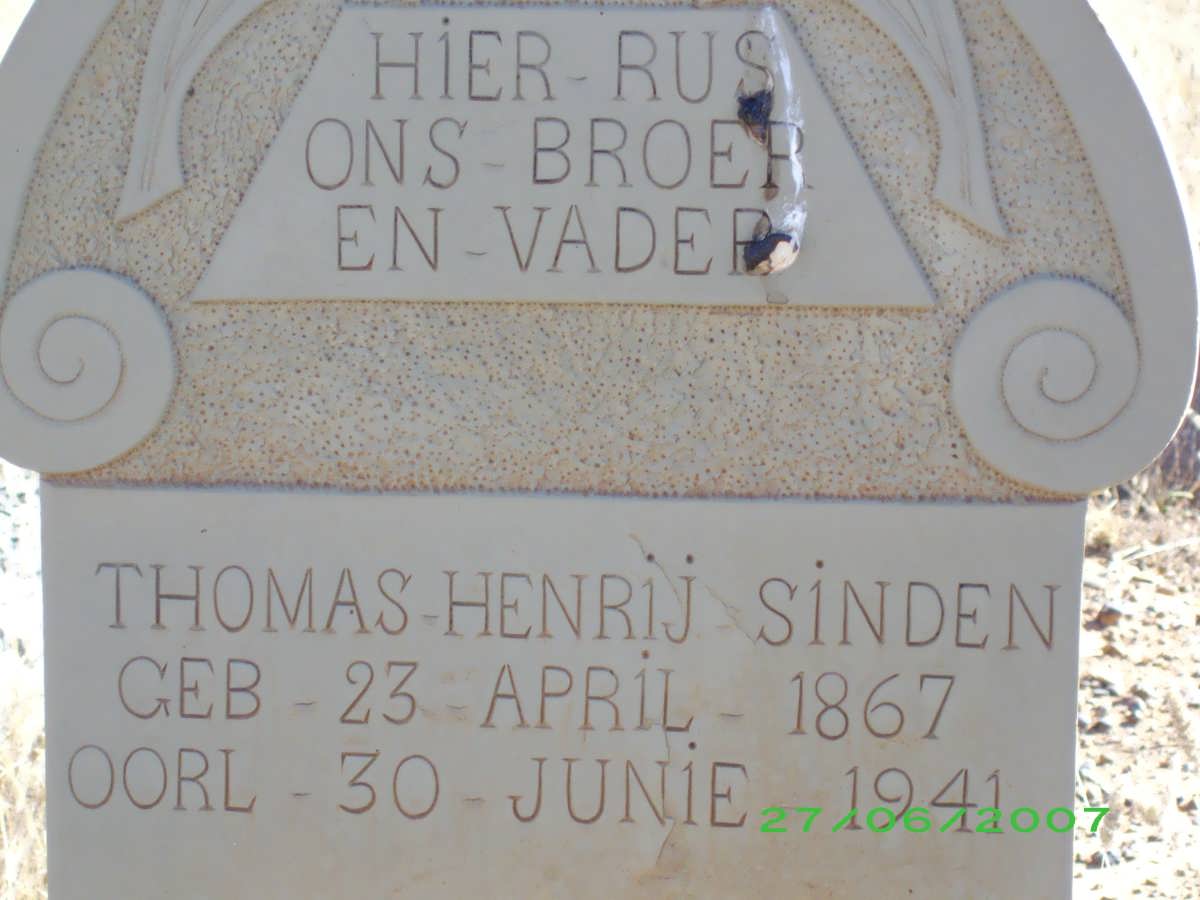 HIER - RUS
ONS - BROER
EN - VADER
THOMAS - HENRIJ - SINDEN
GEB - 23 - APRIL - 1867
OORL - 30 - JUNIE - 1941
27/06/2007